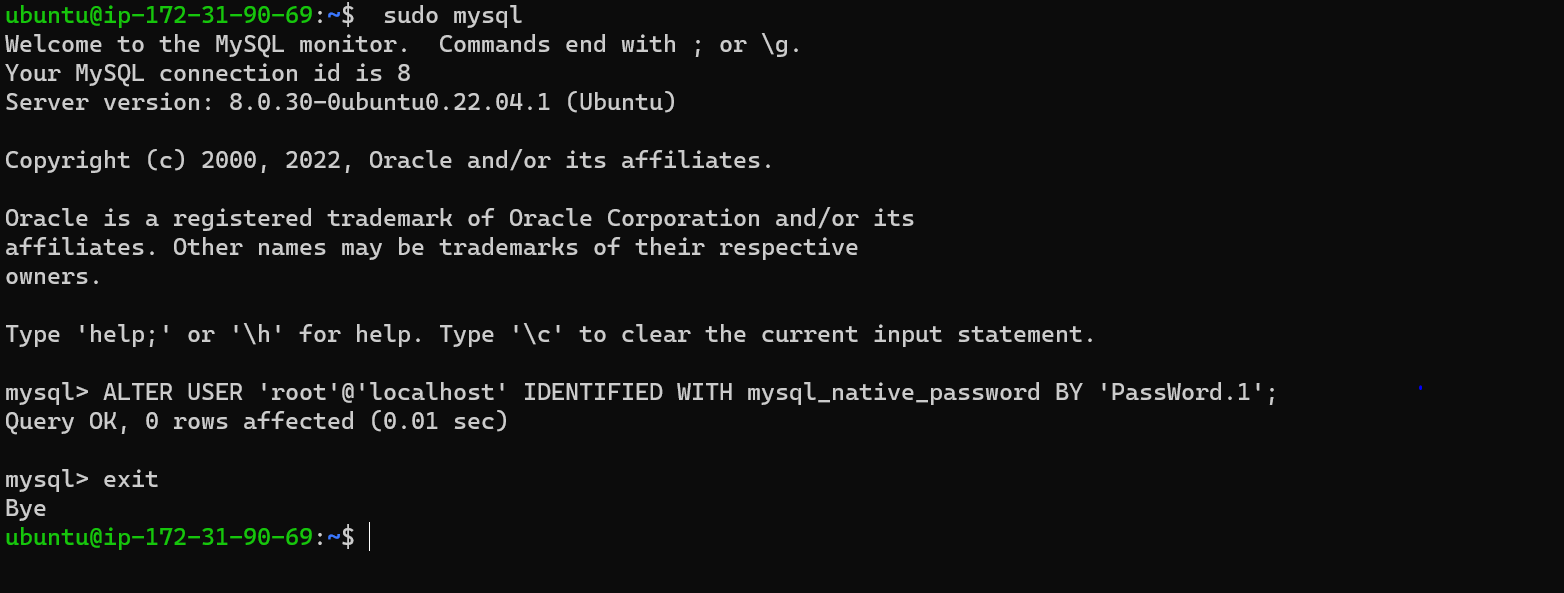 ubuntu@ip-172-31-90-69:~$  sudo mysql
Welcome to the MySQL monitor.  Commands end with ; or \g.
Your MySQL connection id is 8
Server version: 8.0.30-0ubuntu0.22.04.1 (Ubuntu)

Copyright (c) 2000, 2022, Oracle and/or its affiliates.

Oracle is a registered trademark of Oracle Corporation and/or its
affiliates. Other names may be trademarks of their respective
owners.

Type 'help;' or '\h' for help. Type '\c' to clear the current input statement.

mysql> ALTER USER 'root'@'localhost' IDENTIFIED WITH mysql_native_password BY 'PassWord.1';
Query OK, 0 rows affected (0.01 sec)

mysql> exit
Bye
ubuntu@ip-172-31-90-69:~$